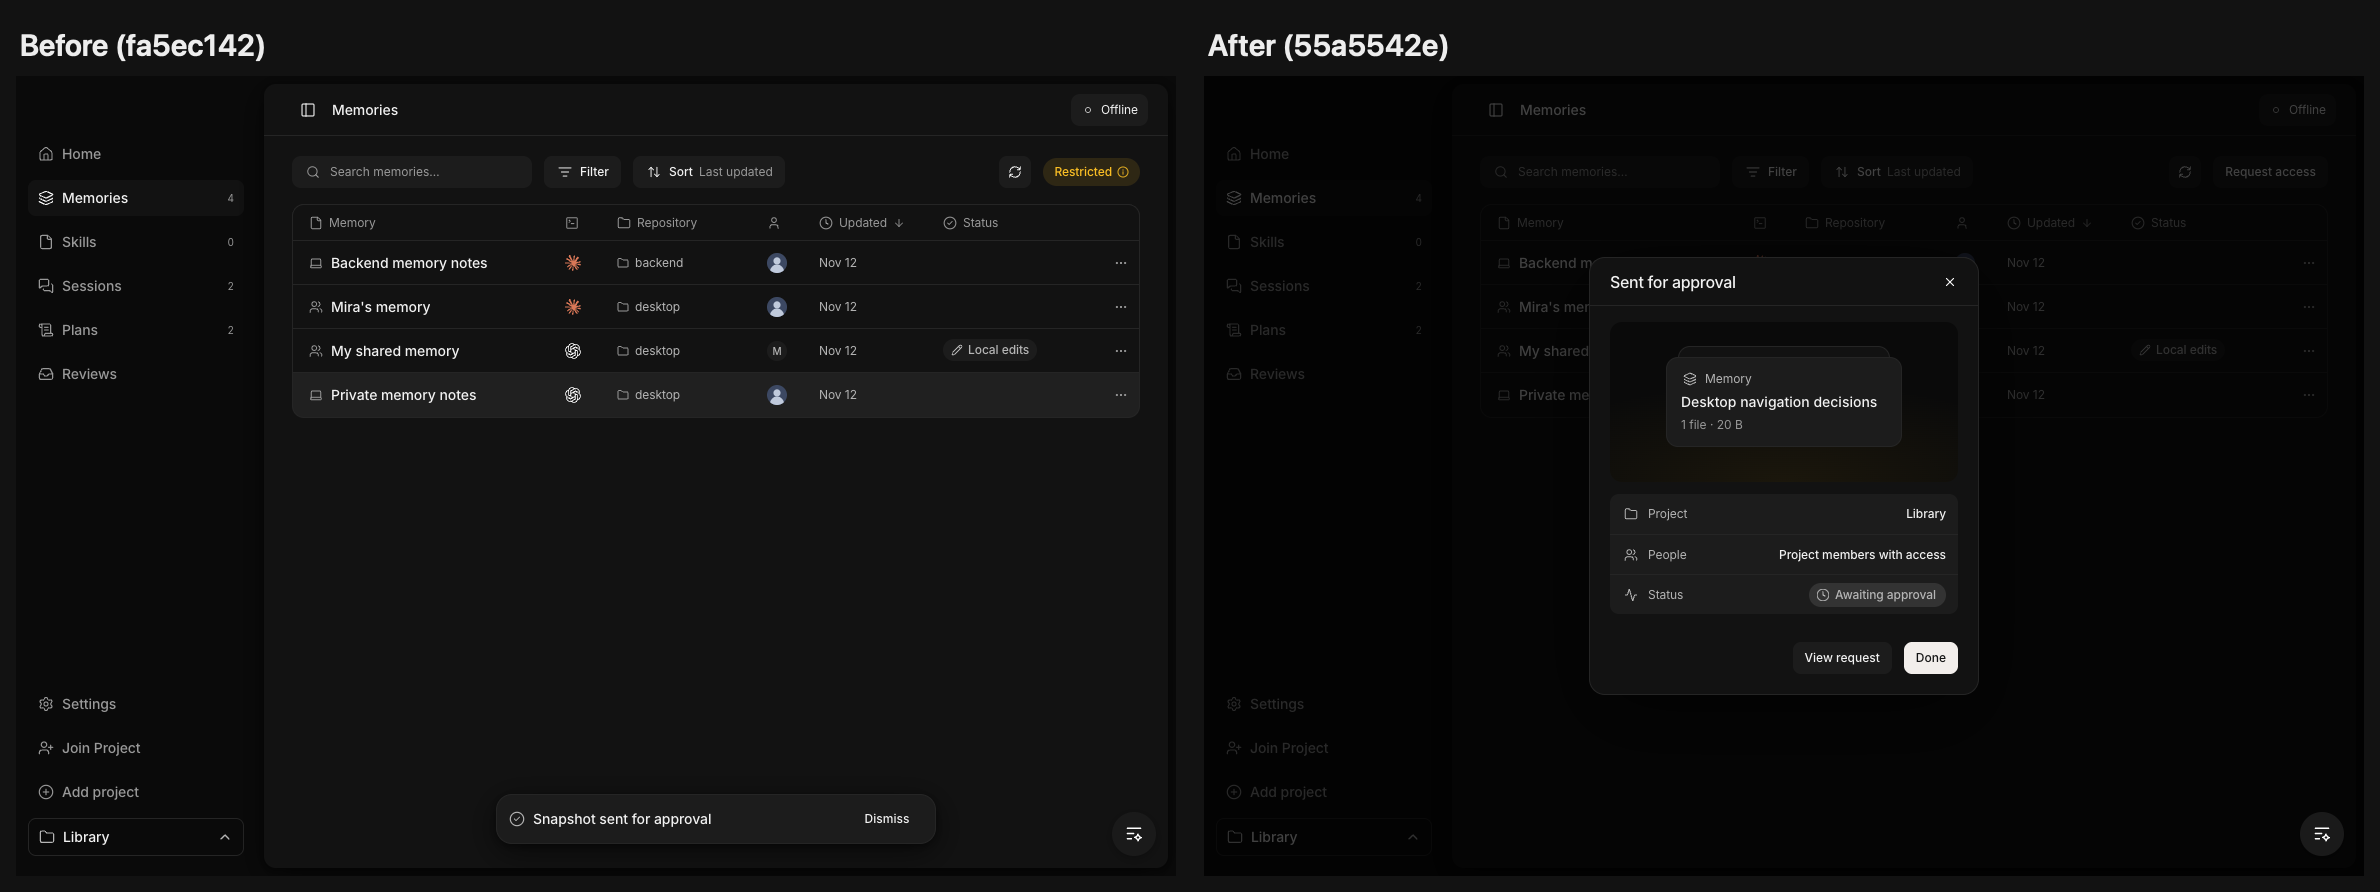 Before (fa5ec142)
Memories
Offline
Home
Memories 4
Skills 0
Sessions 2
Plans 2
Reviews
Search memories...
Filter
Sort Last updated
Restricted
Memory Repository Updated Status
Backend memory notes backend Nov 12
Mira's memory desktop Nov 12
My shared memory desktop M Nov 12 Local edits
Private memory notes desktop Nov 12
Settings
Join Project
Add project
Library
Snapshot sent for approval Dismiss
After (55a5542e)
Memories
Offline
Home
Memories 4
Skills 0
Sessions 2
Plans 2
Reviews
Search memories...
Filter
Sort Last updated
Request access
Memory Repository Updated Status
Backend m Nov 12
Mira's mer Nov 12
My shared Nov 12 Local edits
Private me Nov 12
Sent for approval
Memory
Desktop navigation decisions
1 file · 20 B
Project Library
People Project members with access
Status Awaiting approval
View request Done
Settings
Join Project
Add project
Library